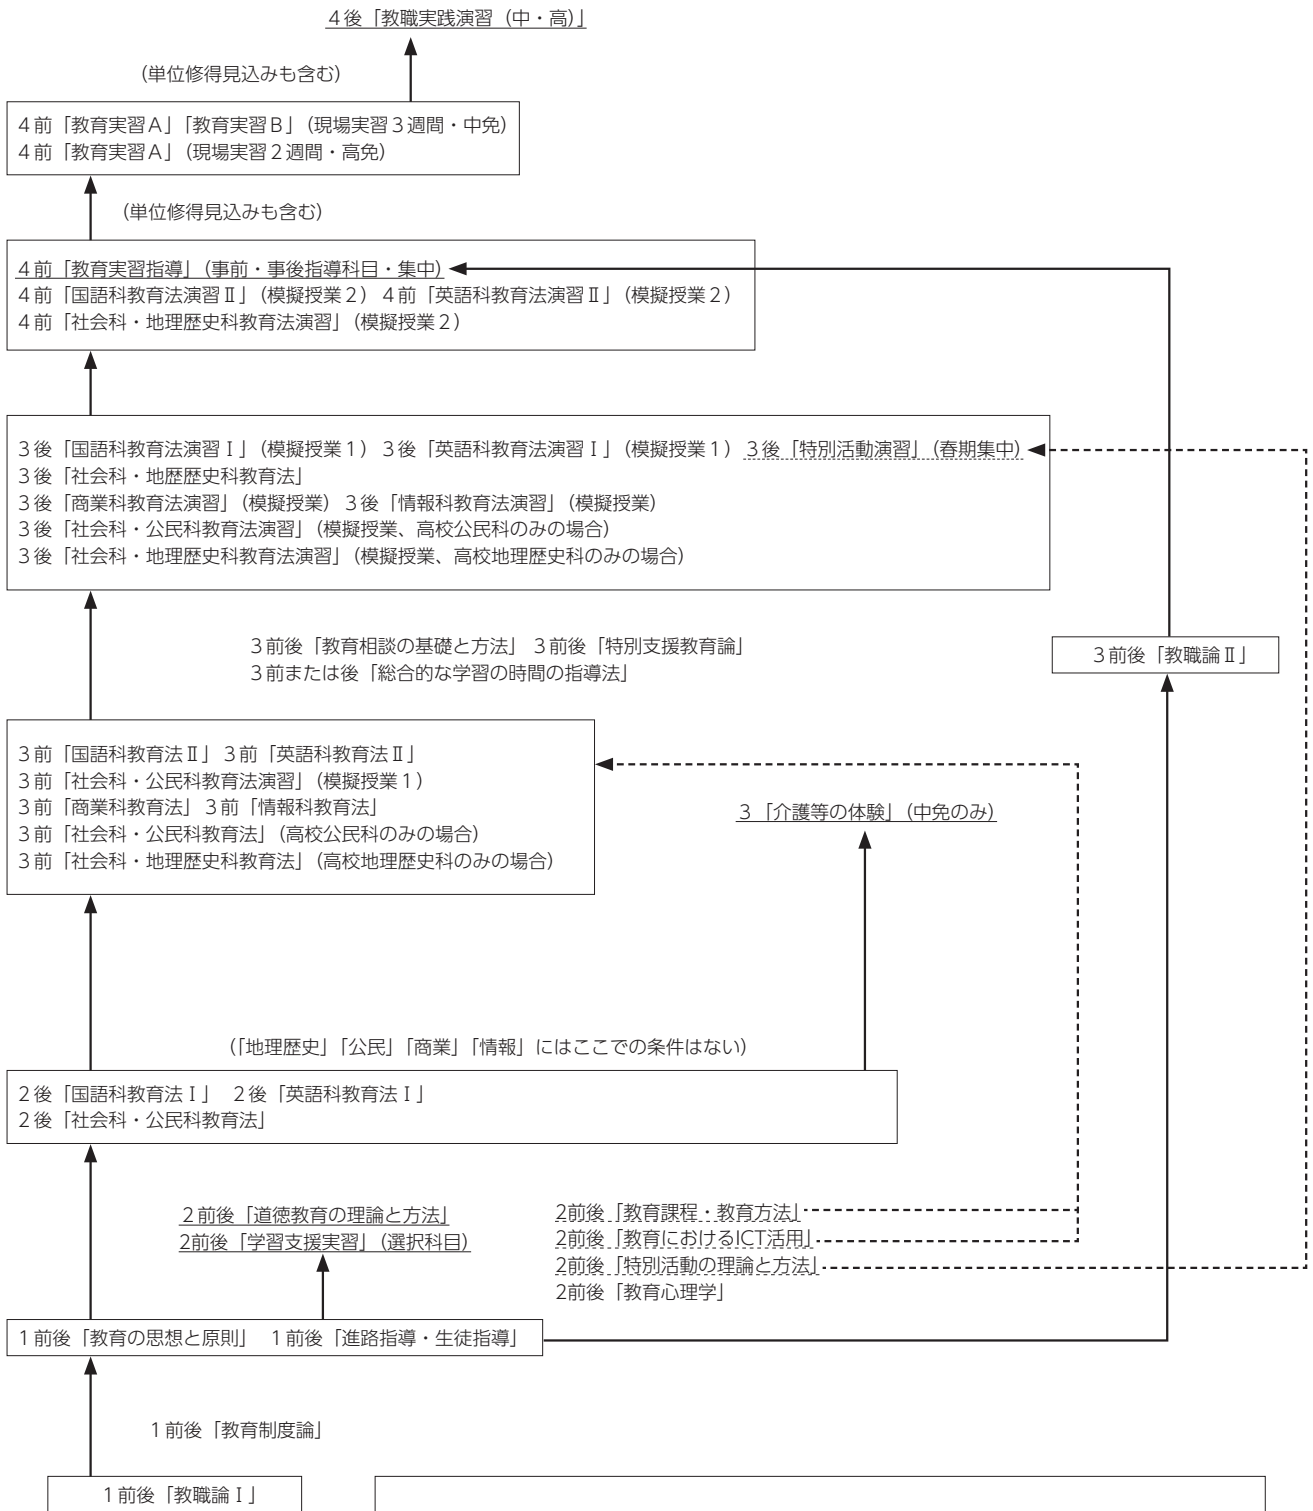 4後「教職実践演習（中・高）」
（単位修得見込みも含む）
4前「教育実習A」「教育実習B」（現場実習3週間・中免）
4前「教育実習A」（現場実習2週間・高免）
（単位修得見込みも含む）
4前「教育実習指導」（事前・事後指導科目・集中）
4前「国語科教育法演習Ⅱ」（模擬授業2） 4前「英語科教育法演習Ⅱ」（模擬授業2）
4前「社会科・地理歴史科教育法演習」（模擬授業2）
3後「国語科教育法演習Ⅰ」（模擬授業1） 3後「英語科教育法演習Ⅰ」（模擬授業1） 3後「特別活動演習」（春期集中）
3後「社会科・地歴歴史科教育法」
3後「商業科教育法演習」（模擬授業） 3後「情報科教育法演習」（模擬授業）
3後「社会科・公民科教育法演習」（模擬授業、高校公民科のみの場合）
3後「社会科・地理歴史科教育法演習」（模擬授業、高校地理歴史科のみの場合）
3前後「教育相談の基礎と方法」 3前後「特別支援教育論」
3前または後「総合的な学習の時間の指導法」
3前後「教職論Ⅱ」
3前「国語科教育法Ⅱ」 3前「英語科教育法Ⅱ」
3前「社会科・公民科教育法演習」（模擬授業1）
3前「商業科教育法」 3前「情報科教育法」
3前「社会科・公民科教育法」（高校公民科のみの場合）
3前「社会科・地理歴史科教育法」（高校地理歴史科のみの場合）
3「介護等の体験」（中免のみ）
（「地理歴史」「公民」「商業」「情報」にはここでの条件はない）
2後「国語科教育法Ⅰ」 2後「英語科教育法Ⅰ」
2後「社会科・公民科教育法」
2前後「道徳教育の理論と方法」
2前後「学習支援実習」（選択科目）
2前後「教育課程・教育方法」
2前後「教育におけるICT活用」
2前後「特別活動の理論と方法」
2前後「教育心理学」
1前後「教育の思想と原則」 1前後「進路指導・生徒指導」
1前後「教育制度論」
1前後「教職論Ⅰ」